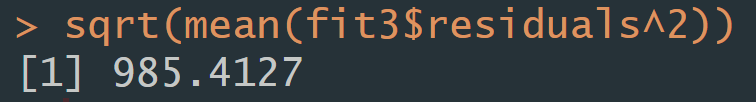 > sqrt(mean(fit3$residuals^2))
[1] 985.4127